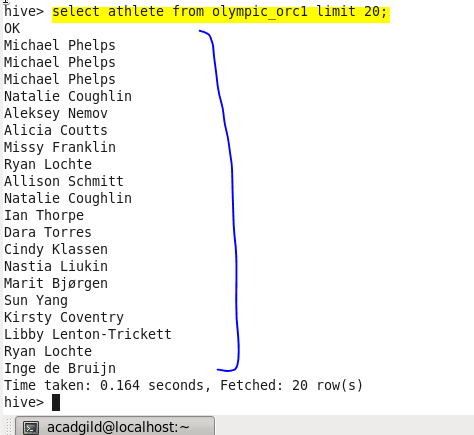 hive> select athlete from olympic_orc1 limit 20;
OK
Michael Phelps
Michael Phelps
Michael Phelps
Natalie Coughlin
Aleksey Nemov
Alicia Coutts
Missy Franklin
Ryan Lochte
Allison Schmitt
Natalie Coughlin
Ian Thorpe
Dara Torres
Cindy Klassen
Nastia Liukin
Marit Bjørgen
Sun Yang
Kirsty Coventry
Libby Lenton-Trickett
Ryan Lochte
Inge de Bruijn
Time taken: 0.164 seconds, Fetched: 20 row(s)
hive>
acadgild@localhost:~